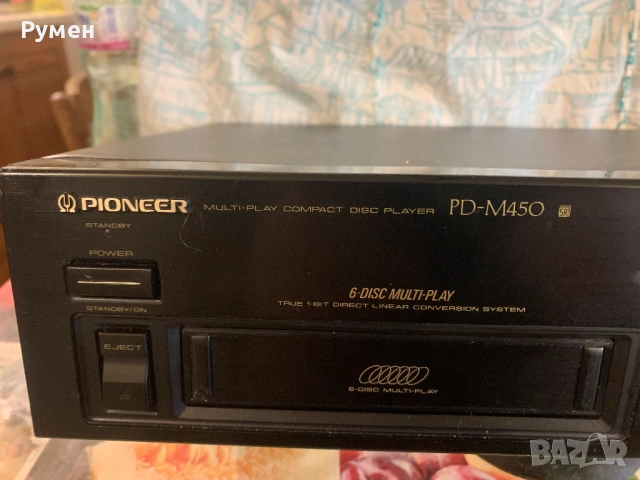 Румен
PIONEER MULTI-PLAY COMPACT DISC PLAYER PD-M450 SR
STANDBY
POWER
STANDBY/ON
6-DISC MULTI-PLAY
TRUE 1-BIT DIRECT LINEAR CONVERSION SYSTEM
EJECT
6-DISC MULTI-PLAY
BAZAR